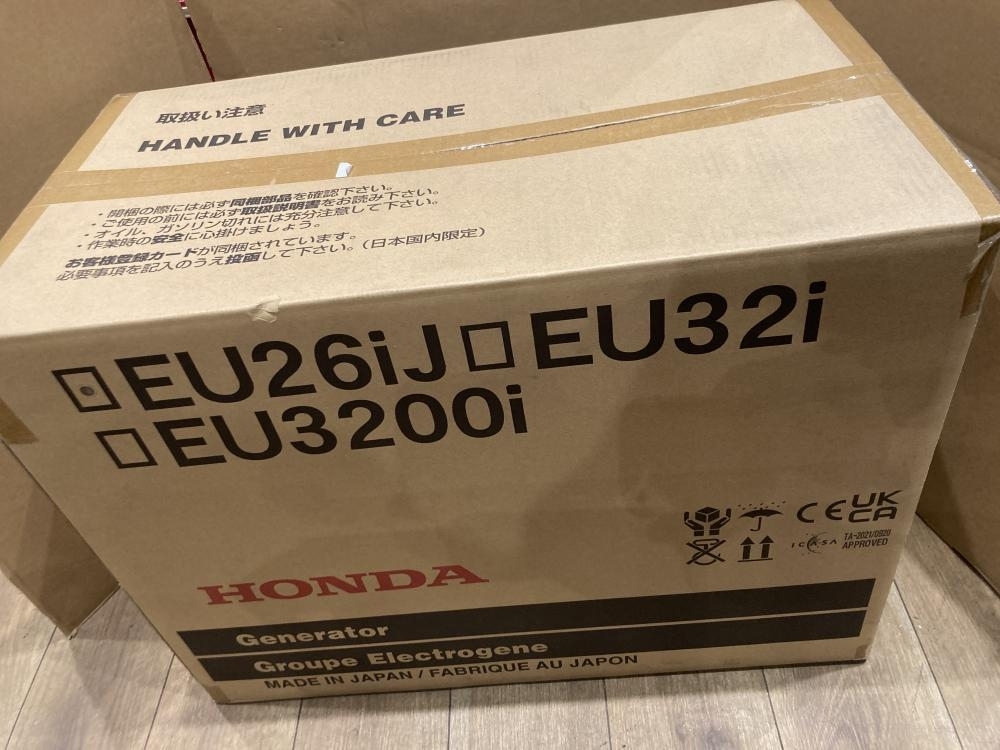 取扱い注意
HANDLE WITH CARE
・開梱の際には必ず同梱部品を確認下さい。
・ご使用の前には必ず取扱説明書をお読み下さい。
・オイル、ガソリン切れには充分注意して下さい。
・作業時の安全に心掛けましょう。
お客様登録カードが同梱されています。
必要事項を記入のうえ投函して下さい。(日本国内限定)
EU26iJ EU32i
EU3200i
CE UK CA
ICASA TA-2021/0920 APPROVED
HONDA
Generator
Groupe Electrogene
MADE IN JAPAN / FABRIQUE AU JAPON